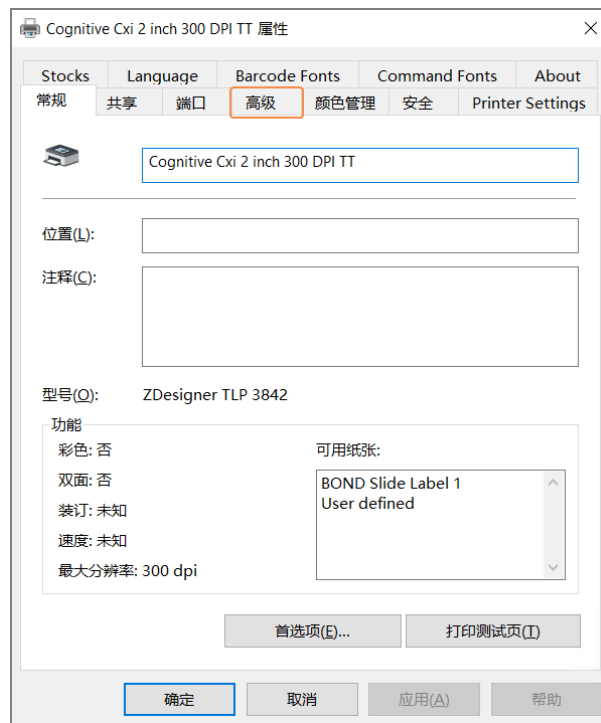 Cognitive Cxi 2 inch 300 DPI TT 属性
Stocks Language Barcode Fonts Command Fonts About
常规 共享 端口 高级 颜色管理 安全 Printer Settings
Cognitive Cxi 2 inch 300 DPI TT
位置(L):
注释(C):
型号(O): ZDesigner TLP 3842
功能
彩色: 否 可用纸张:
双面: 否 BOND Slide Label 1
装订: 未知 User defined
速度: 未知
最大分辨率: 300 dpi
首选项(E)... 打印测试页(T)
确定 取消 应用(A) 帮助